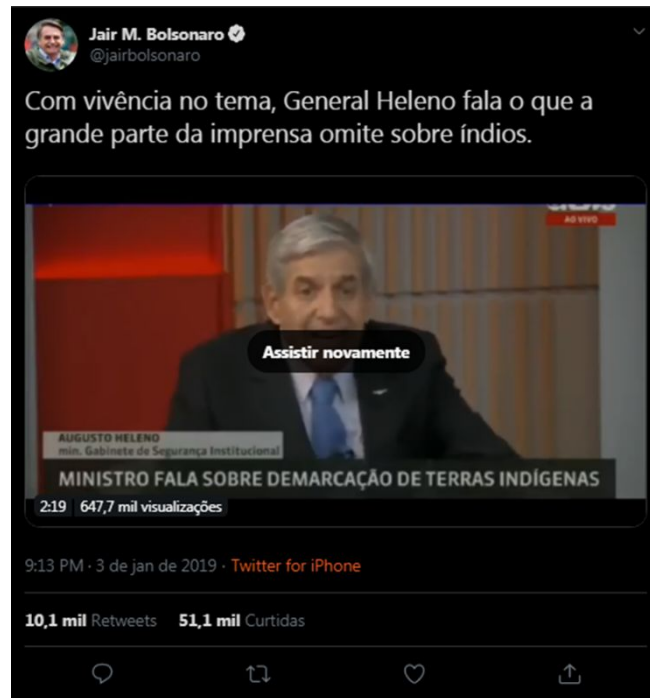 Jair M. Bolsonaro
@jairbolsonaro
Com vivência no tema, General Heleno fala o que a
grande parte da imprensa omite sobre índios.
AO VIVO
Assistir novamente
AUGUSTO HELENO
min. Gabinete de Segurança Institucional
MINISTRO FALA SOBRE DEMARCAÇÃO DE TERRAS INDÍGENAS
2:19 647,7 mil visualizações
9:13 PM · 3 de jan de 2019 · Twitter for iPhone
10,1 mil Retweets 51,1 mil Curtidas